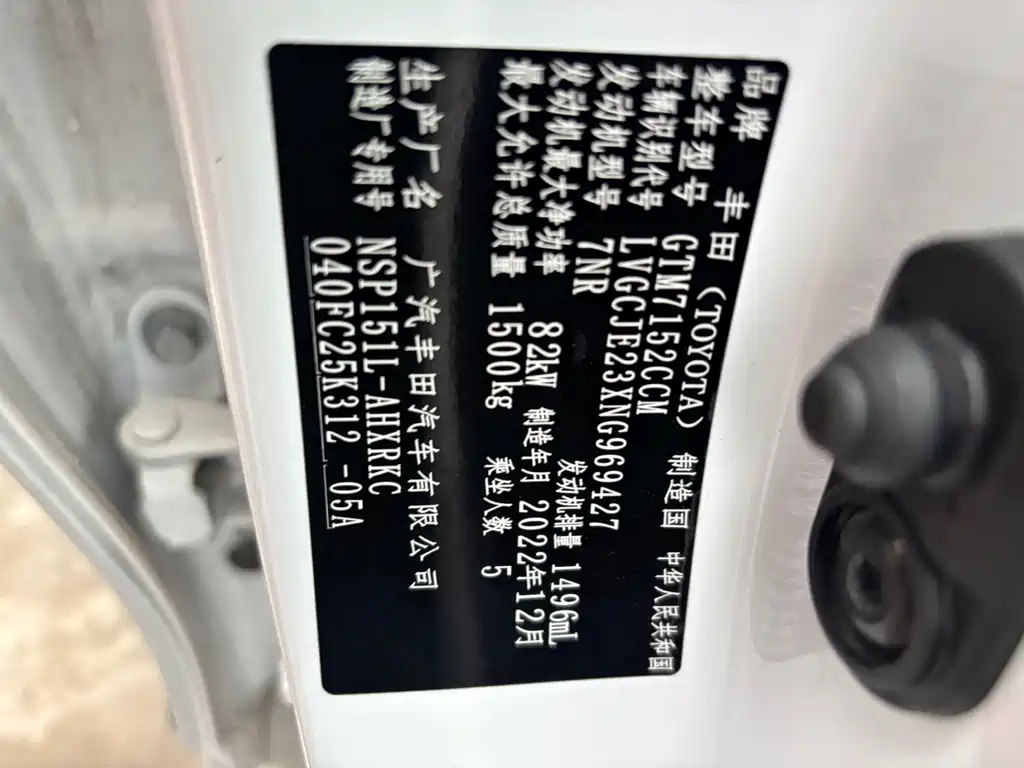 品牌 丰田 (TOYOTA) 制造国 中华人民共和国
整车型号 GTM7152CCM
车辆识别代号 LVGCJE23XNG969427
发动机型号 7NR 发动机排量 1496mL
发动机最大净功率 82kW 制造年月 2022年12月
最大允许总质量 1500kg 乘坐人数 5
生产厂名 广汽丰田汽车有限公司
制造厂专用号 NSP151L-AHXRKC
040FC25K312 -05A